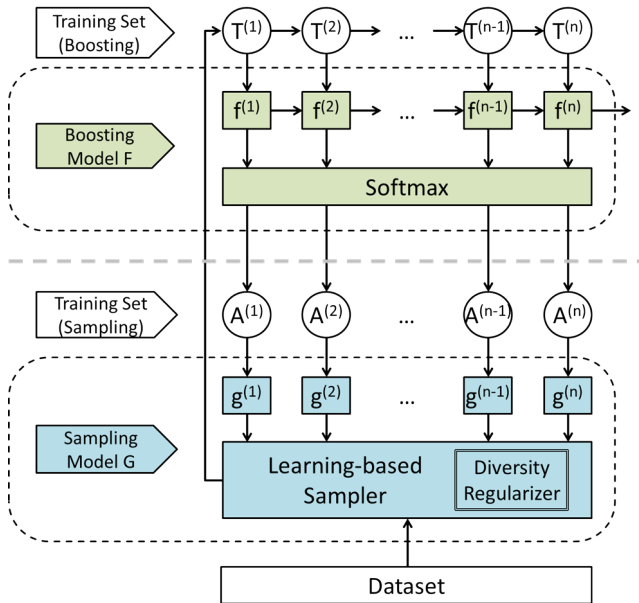 Training Set
(Boosting)
T(1) T(2) ... T(n-1) T(n)
Boosting
Model F
f(1) f(2) ... f(n-1) f(n)
Softmax
Training Set
(Sampling)
A(1) A(2) ... A(n-1) A(n)
g(1) g(2) ... g(n-1) g(n)
Sampling
Model G
Learning-based
Sampler
Diversity
Regularizer
Dataset